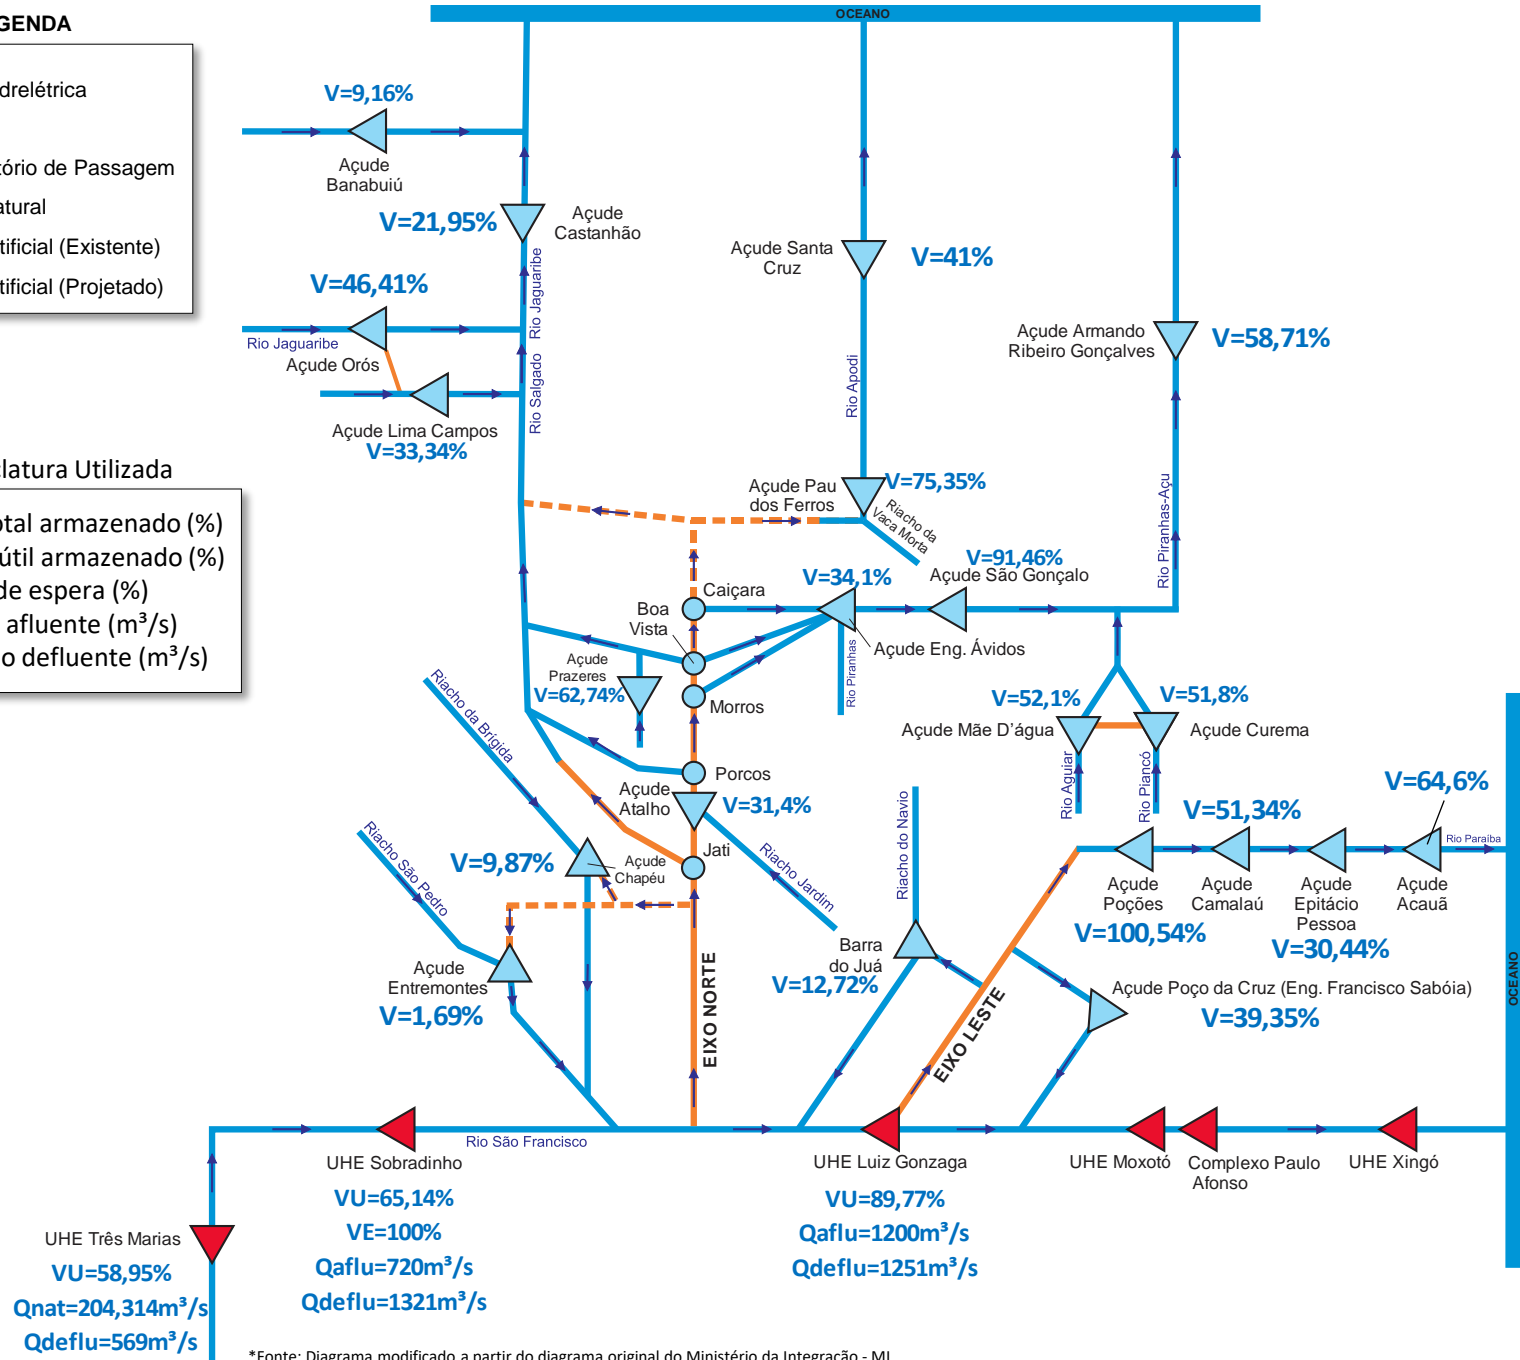 GENDA
drelétrica
tório de Passagem
atural
tificial (Existente)
tificial (Projetado)
clatura Utilizada
otal armazenado (%)
útil armazenado (%)
de espera (%)
afluente (m³/s)
o defluente (m³/s)
OCEANO
V=9,16%
Açude
Banabuiú
V=21,95%
Açude
Castanhão
Rio Jaguaribe
V=46,41%
Rio Jaguaribe
Açude Orós
Rio Salgado
Açude Lima Campos
V=33,34%
Açude Santa
Cruz
V=41%
Rio Apodi
Açude Armando
Ribeiro Gonçalves
V=58,71%
Rio Piranhas-Açu
Açude Pau
dos Ferros
V=75,35%
Riacho da
Vaca Morta
V=91,46%
Açude São Gonçalo
V=34,1%
Açude Eng. Ávidos
Rio Piranhas
Caiçara
Boa
Vista
Morros
Açude
Prazeres
V=62,74%
Porcos
Açude
Atalho
V=31,4%
Jati
Riacho Jardim
Riacho da Brígida
Riacho São Pedro
V=9,87%
Açude
Chapéu
Açude
Entremontes
V=1,69%
EIXO NORTE
V=52,1%
Açude Mãe D'água
V=51,8%
Açude Curema
Rio Aguiar
Rio Piancó
V=64,6%
V=51,34%
Rio Paraíba
Açude
Poções
V=100,54%
Açude
Camalaú
Açude
Epitácio
Pessoa
V=30,44%
Açude
Acauã
Riacho do Navio
Barra
do Juá
V=12,72%
EIXO LESTE
Açude Poço da Cruz (Eng. Francisco Sabóia)
V=39,35%
OCEANO
Rio São Francisco
UHE Sobradinho
VU=65,14%
VE=100%
Qaflu=720m³/s
Qdeflu=1321m³/s
UHE Luiz Gonzaga
VU=89,77%
Qaflu=1200m³/s
Qdeflu=1251m³/s
UHE Moxotó
Complexo Paulo
Afonso
UHE Xingó
UHE Três Marias
VU=58,95%
Qnat=204,314m³/s
Qdeflu=569m³/s
*Fonte: Diagrama modificado a partir do diagrama original do Ministério da Integração - MI